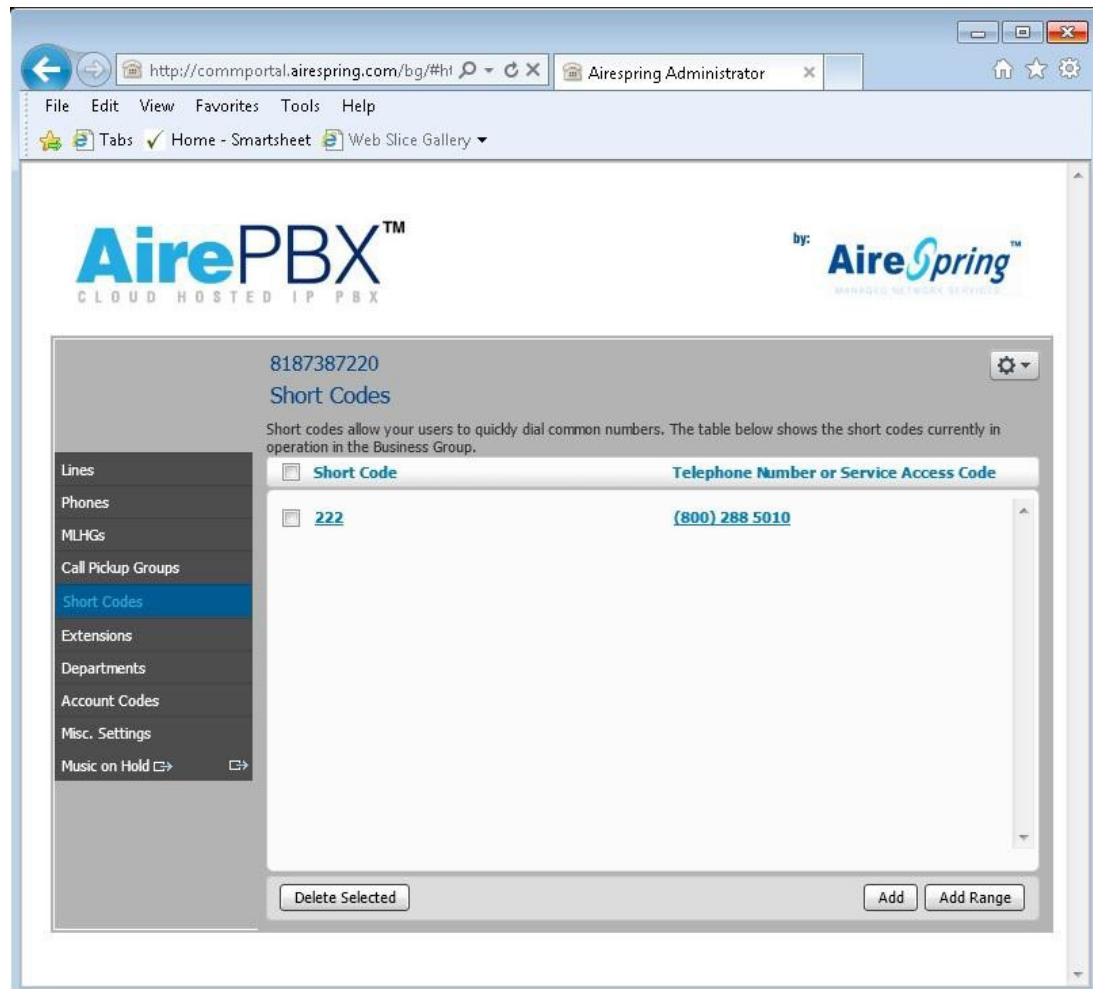 http://commportal.airespring.com/bg/#ht
Airespring Administrator
File Edit View Favorites Tools Help
Tabs Home - Smartsheet Web Slice Gallery
AirePBX™
CLOUD HOSTED IP PBX
by:
AireSpring™
MANAGED NETWORK SERVICES
8187387220
Short Codes
Short codes allow your users to quickly dial common numbers. The table below shows the short codes currently in
operation in the Business Group.
Short Code Telephone Number or Service Access Code
222 (800) 288 5010
Lines
Phones
MLHGs
Call Pickup Groups
Short Codes
Extensions
Departments
Account Codes
Misc. Settings
Music on Hold
Delete Selected Add Add Range